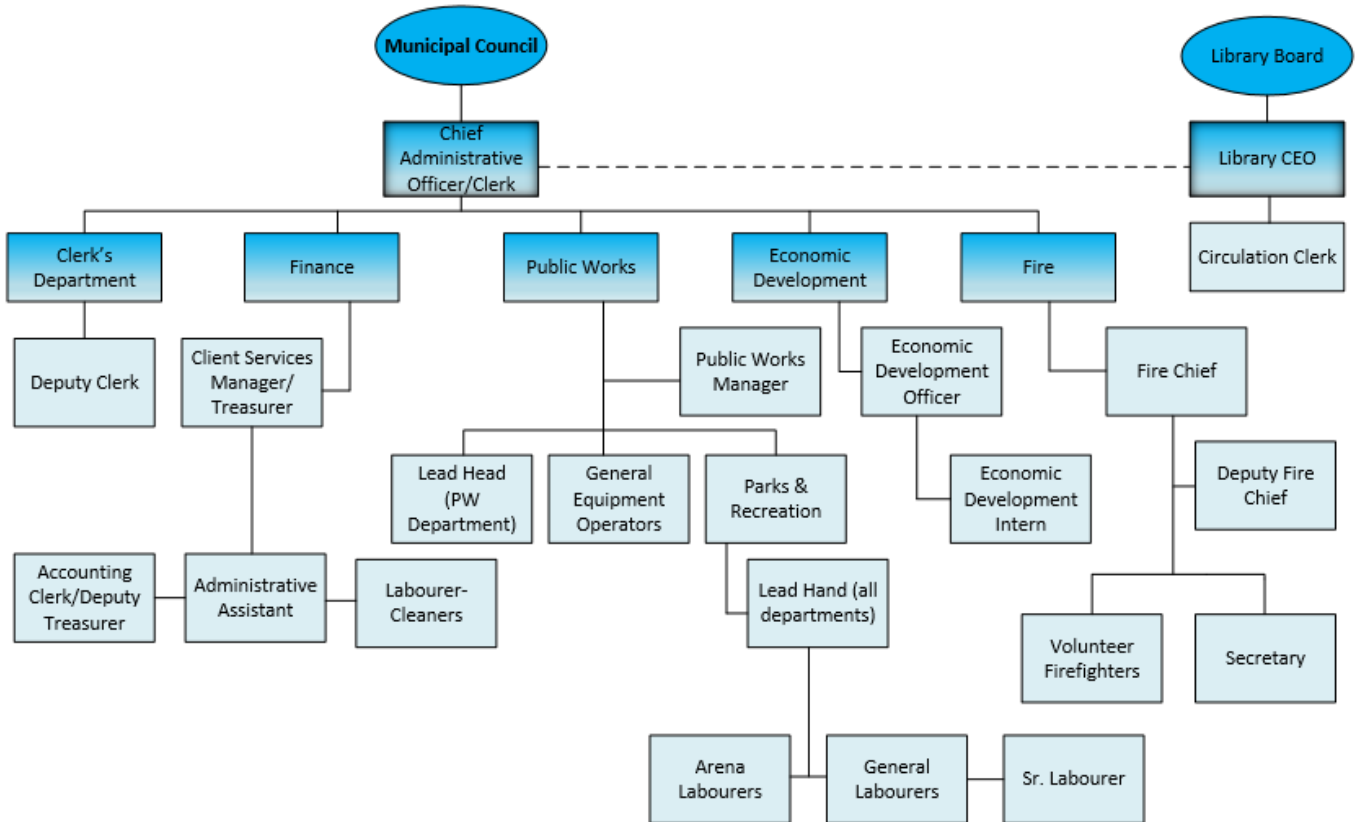 Municipal Council
Library Board
Chief
Administrative
Officer/Clerk
Library CEO
Clerk's
Department
Finance
Public Works
Economic
Development
Fire
Circulation Clerk
Deputy Clerk
Client Services
Manager/
Treasurer
Public Works
Manager
Economic
Development
Officer
Fire Chief
Lead Head
(PW
Department)
General
Equipment
Operators
Parks &
Recreation
Economic
Development
Intern
Deputy Fire
Chief
Accounting
Clerk/Deputy
Treasurer
Administrative
Assistant
Labourer-
Cleaners
Lead Hand (all
departments)
Volunteer
Firefighters
Secretary
Arena
Labourers
General
Labourers
Sr. Labourer